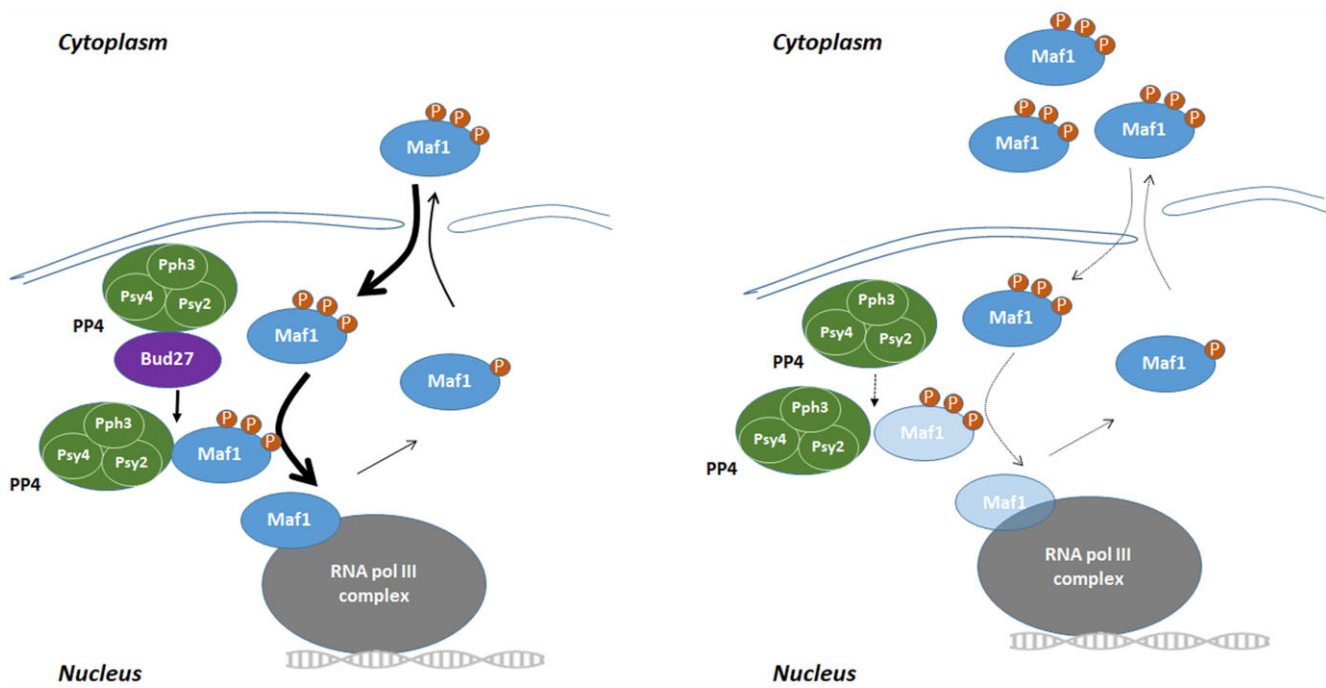 Cytoplasm
P
P
P
Maf1
Pph3
Psy4
Psy2
PP4
Bud27
P
P
P
Maf1
P
Maf1
Pph3
Psy4
Psy2
PP4
P
P
P
Maf1
Maf1
RNA pol III
complex
Nucleus
Cytoplasm
P
P
P
Maf1
P
P
P
Maf1
P
P
P
Maf1
Pph3
Psy4
Psy2
PP4
P
P
P
Maf1
P
Maf1
Pph3
Psy4
Psy2
PP4
P
P
P
Maf1
Maf1
RNA pol III
complex
Nucleus